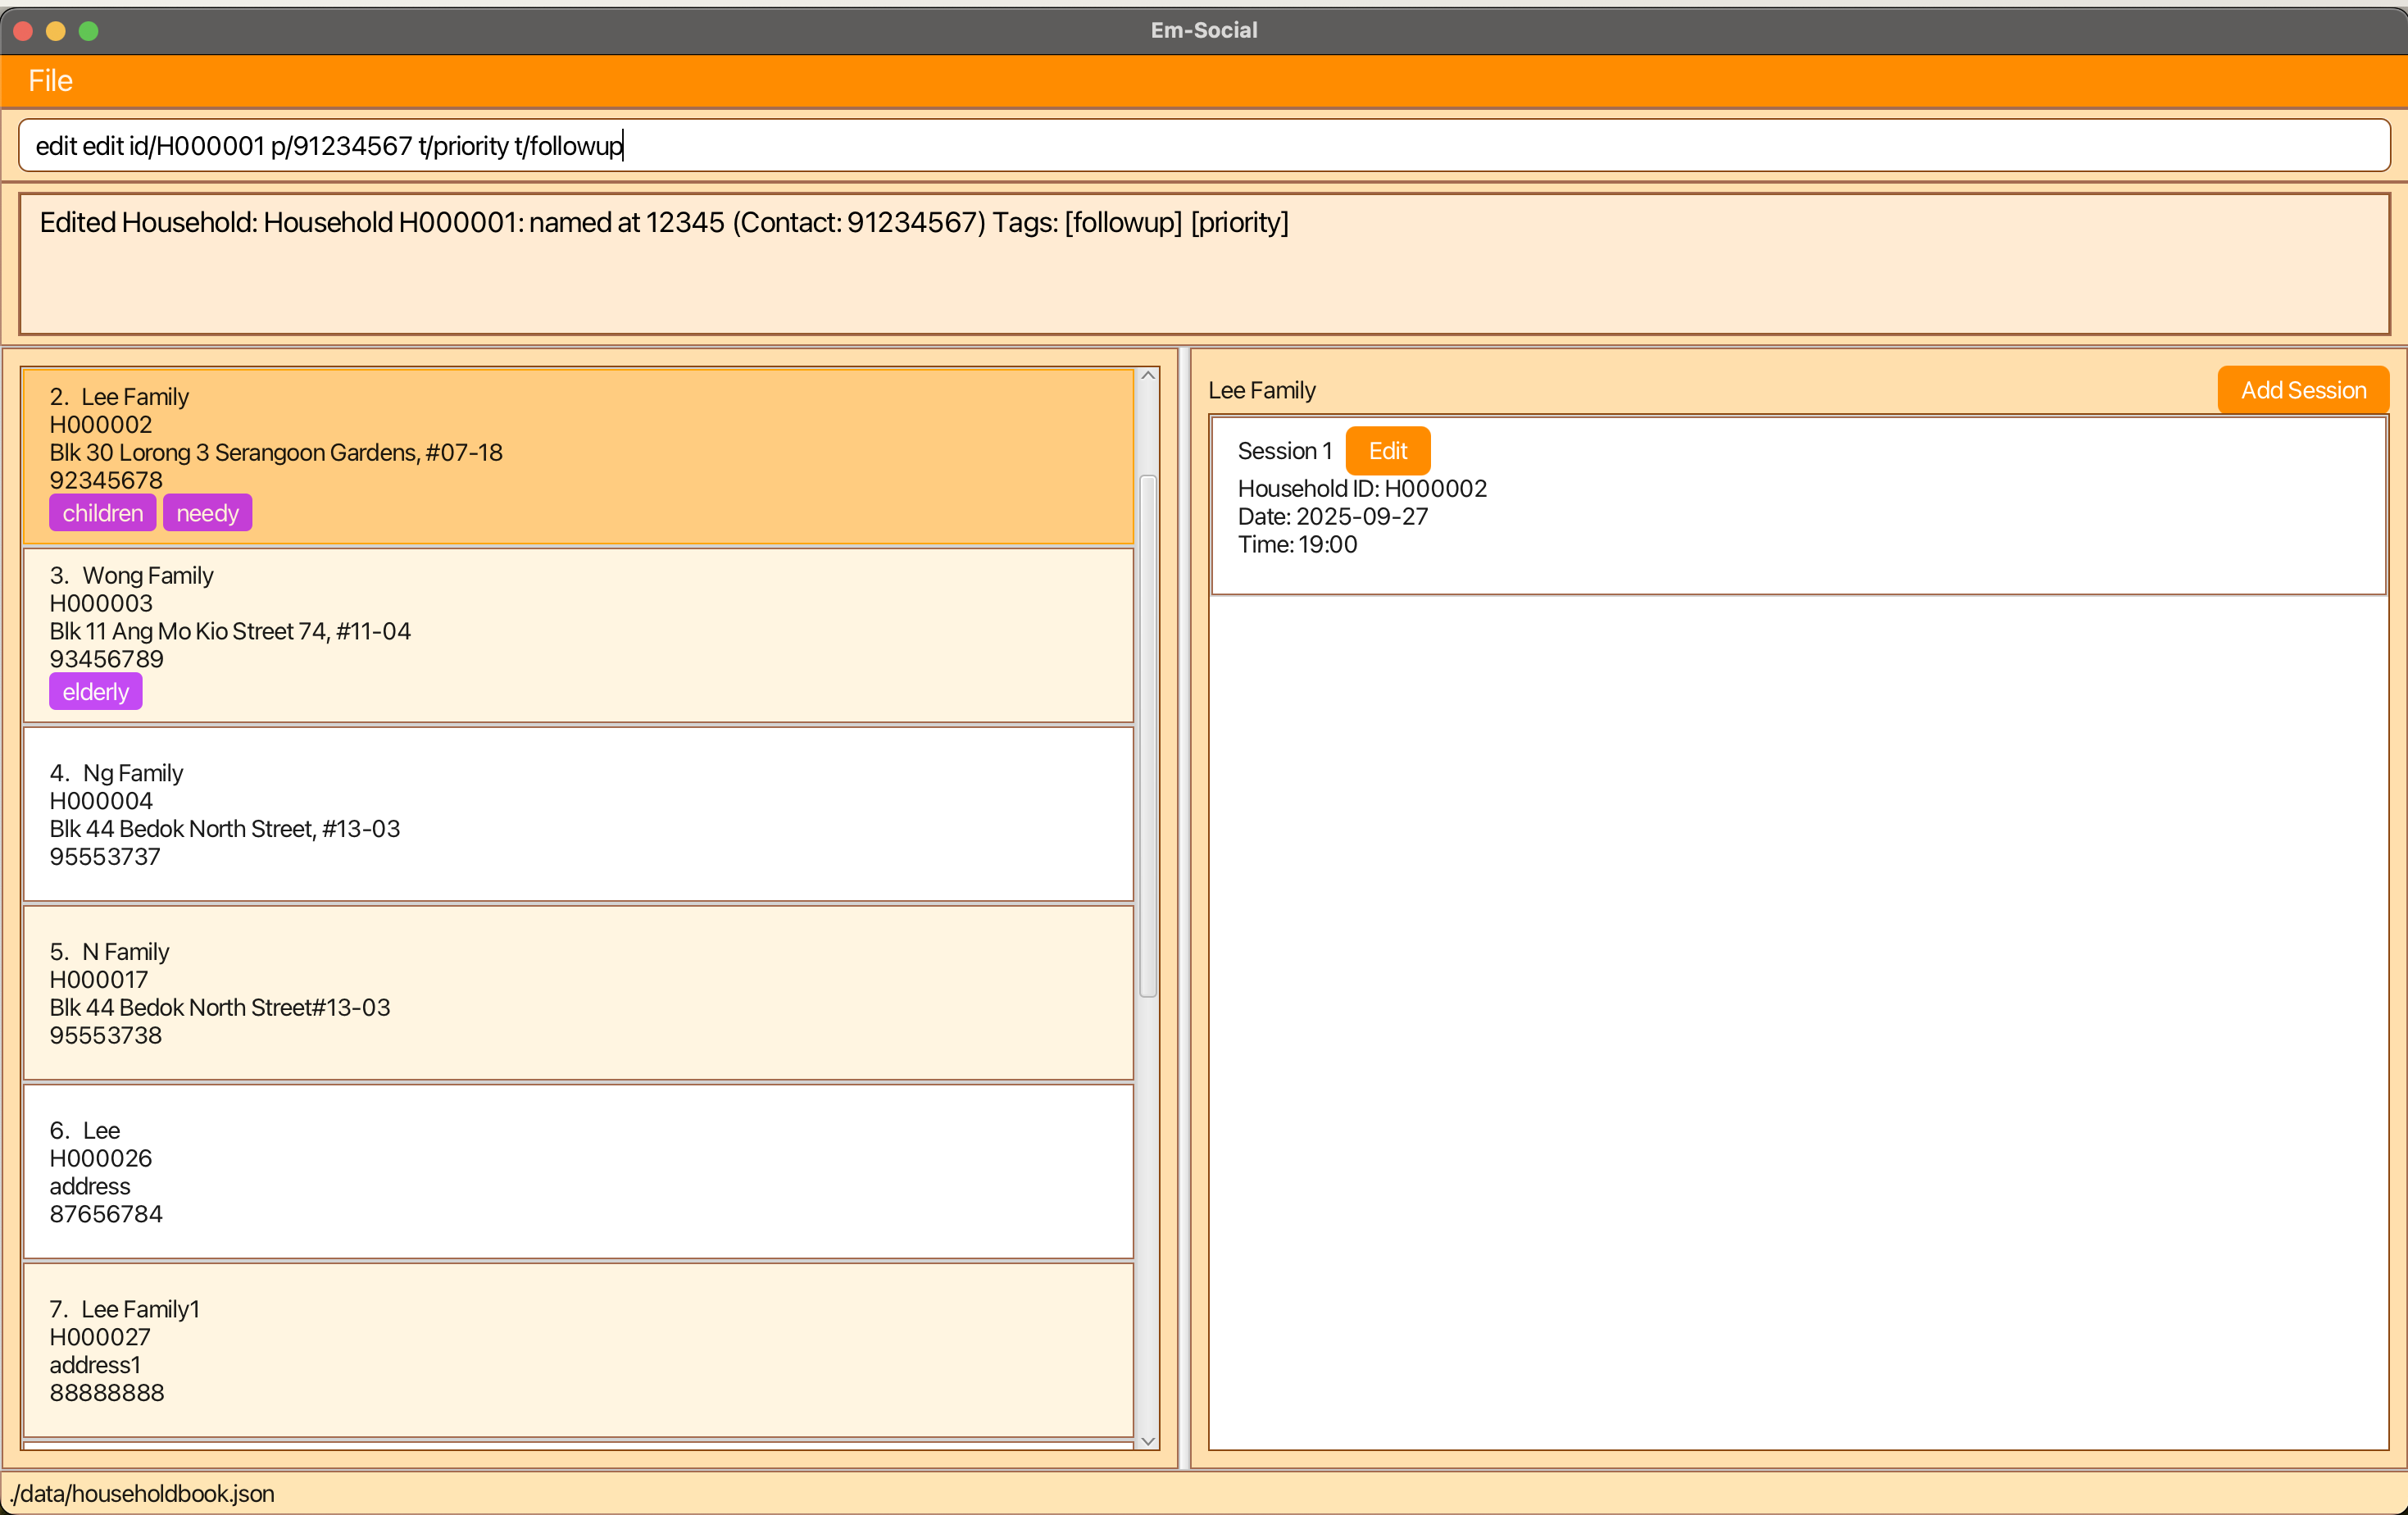 Em-Social
File
edit edit id/H000001 p/91234567 t/priority t/followup
Edited Household: Household H000001: named at 12345 (Contact: 91234567) Tags: [followup] [priority]
2. Lee Family
H000002
Blk 30 Lorong 3 Serangoon Gardens, #07-18
92345678
children needy
3. Wong Family
H000003
Blk 11 Ang Mo Kio Street 74, #11-04
93456789
elderly
4. Ng Family
H000004
Blk 44 Bedok North Street, #13-03
95553737
5. N Family
H000017
Blk 44 Bedok North Street#13-03
95553738
6. Lee
H000026
address
87656784
7. Lee Family1
H000027
address1
88888888
Lee Family
Add Session
Session 1 Edit
Household ID: H000002
Date: 2025-09-27
Time: 19:00
./data/householdbook.json